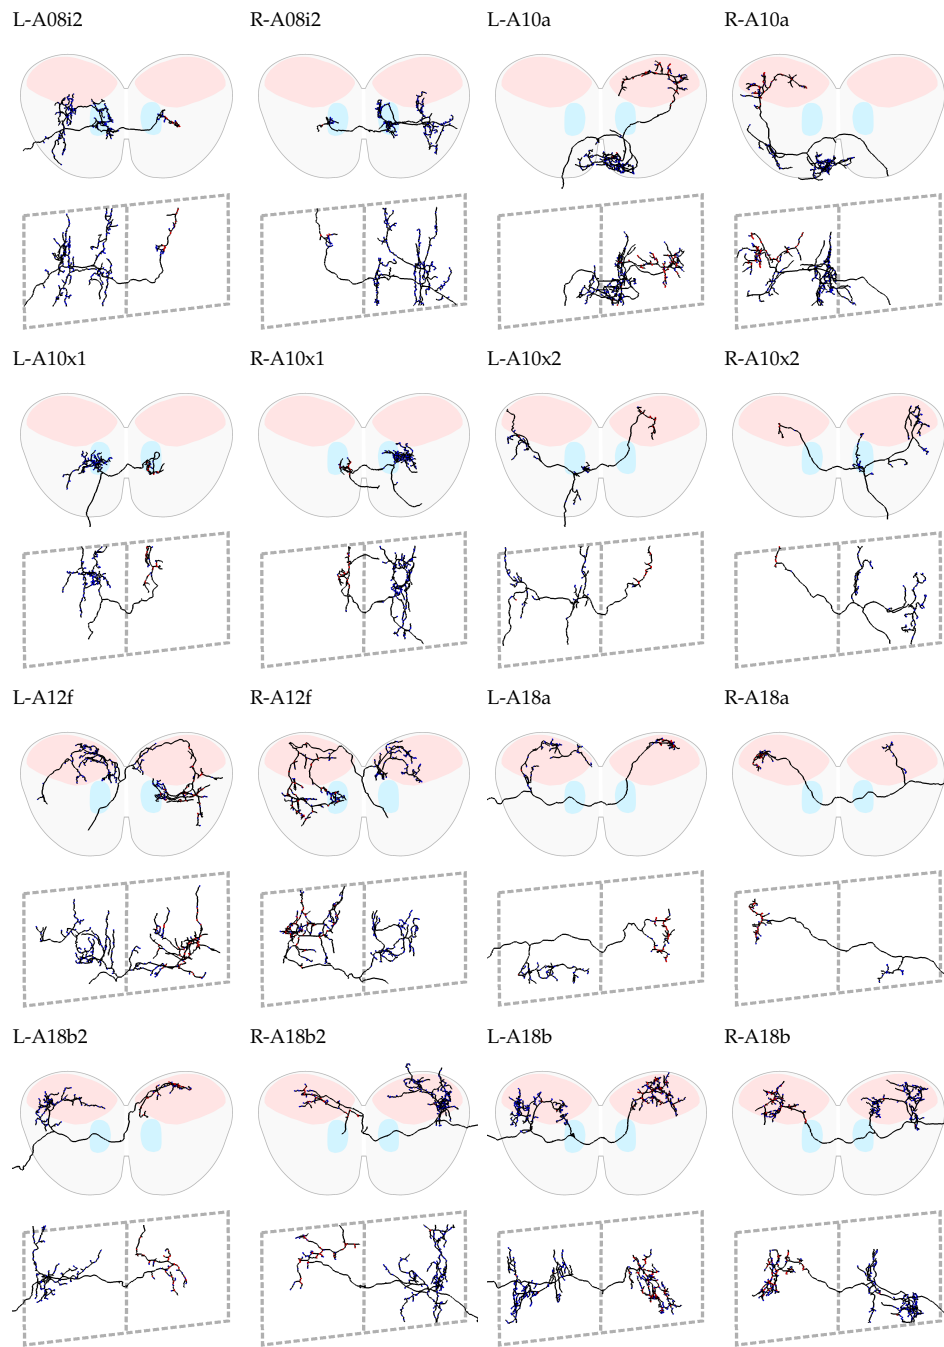 L-A08i2 R-A08i2 L-A10a R-A10a
L-A10x1 R-A10x1 L-A10x2 R-A10x2
L-A12f R-A12f L-A18a R-A18a
L-A18b2 R-A18b2 L-A18b R-A18b